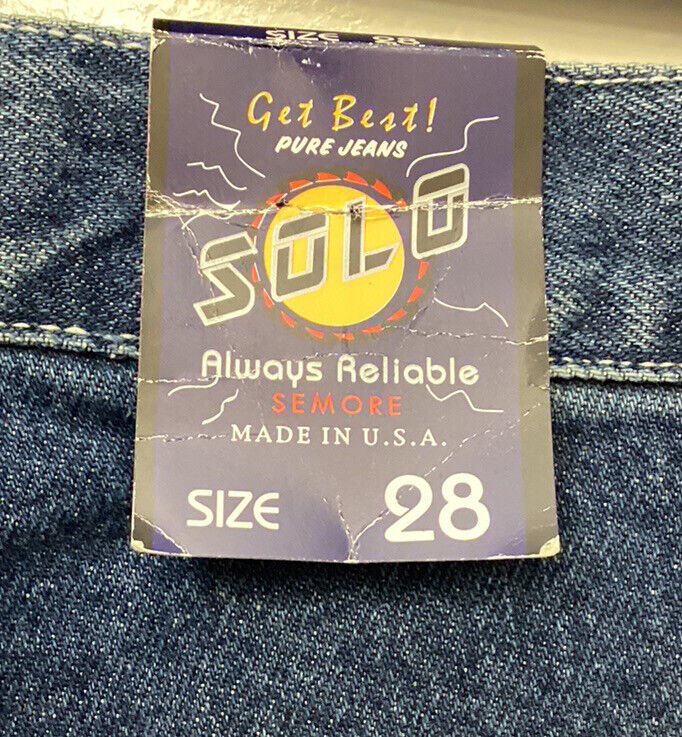 SIZE 28
Get Best!
PURE JEANS
SOLO
Always Reliable
SEMORE
MADE IN U.S.A.
SIZE 28